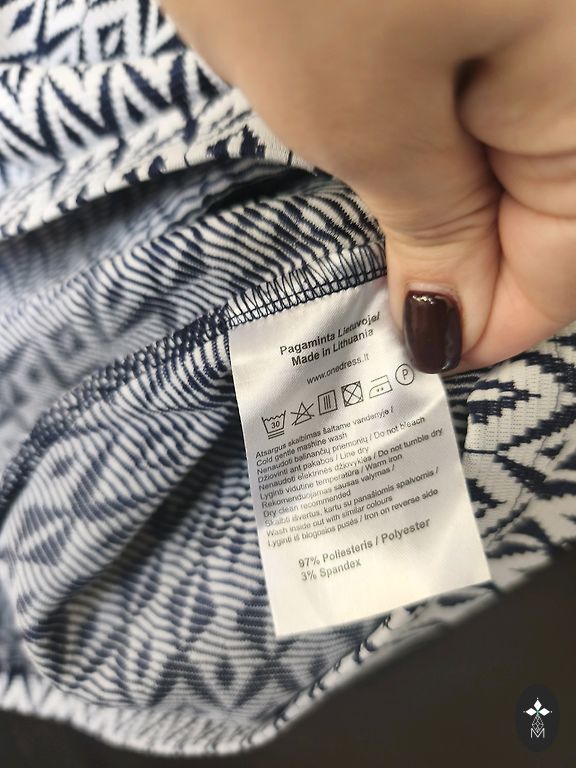 Pagaminta Lietuvoje/
Made in Lithuania
www.onedress.lt
30 P
Atsargus skalbimas šaltame vandenyje /
Cold gentle machine wash
Nenaudoti balinančių priemonių / Do not bleach
Džiovinti ant pakabos / Line dry
Nenaudoti elektrinės džiovyklės / Do not tumble dry
Lyginti vidutine temperatūra / Warm iron
Rekomenduojamas sausas valymas /
Dry clean recommended
Skalbti išvertus, kartu su panašiomis spalvomis /
Wash inside out with similar colours
Lyginti iš blogosios pusės / Iron on reverse side
97% Poliesteris / Polyester
3% Spandex
M